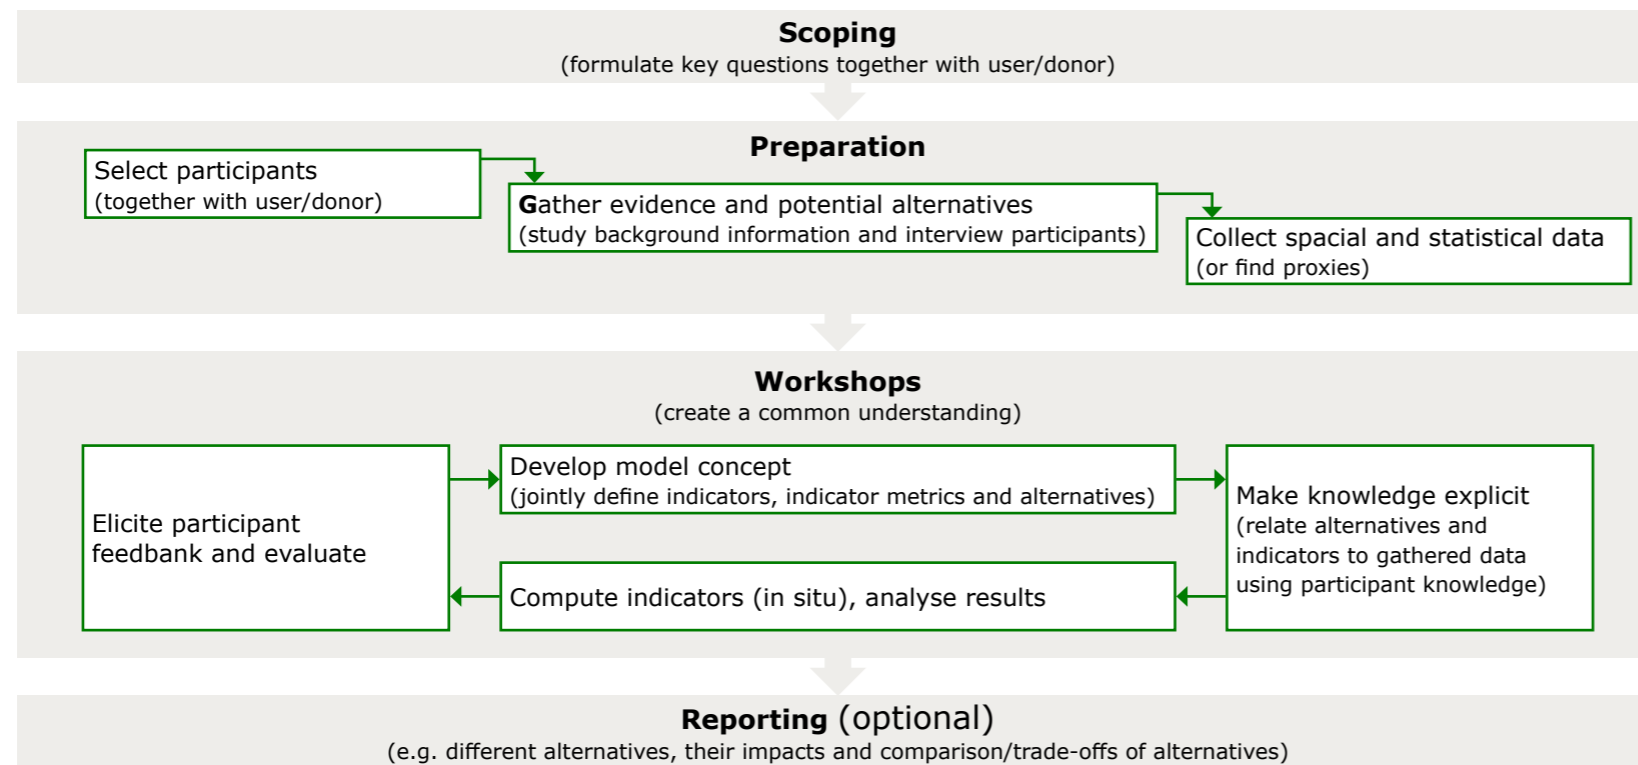 Scoping
(formulate key questions together with user/donor)
Preparation
Select participants
(together with user/donor)
Gather evidence and potential alternatives
(study background information and interview participants)
Collect spacial and statistical data
(or find proxies)
Workshops
(create a common understanding)
Elicite participant
feedbank and evaluate
Develop model concept
(jointly define indicators, indicator metrics and alternatives)
Make knowledge explicit
(relate alternatives and
indicators to gathered data
using participant knowledge)
Compute indicators (in situ), analyse results
Reporting (optional)
(e.g. different alternatives, their impacts and comparison/trade-offs of alternatives)